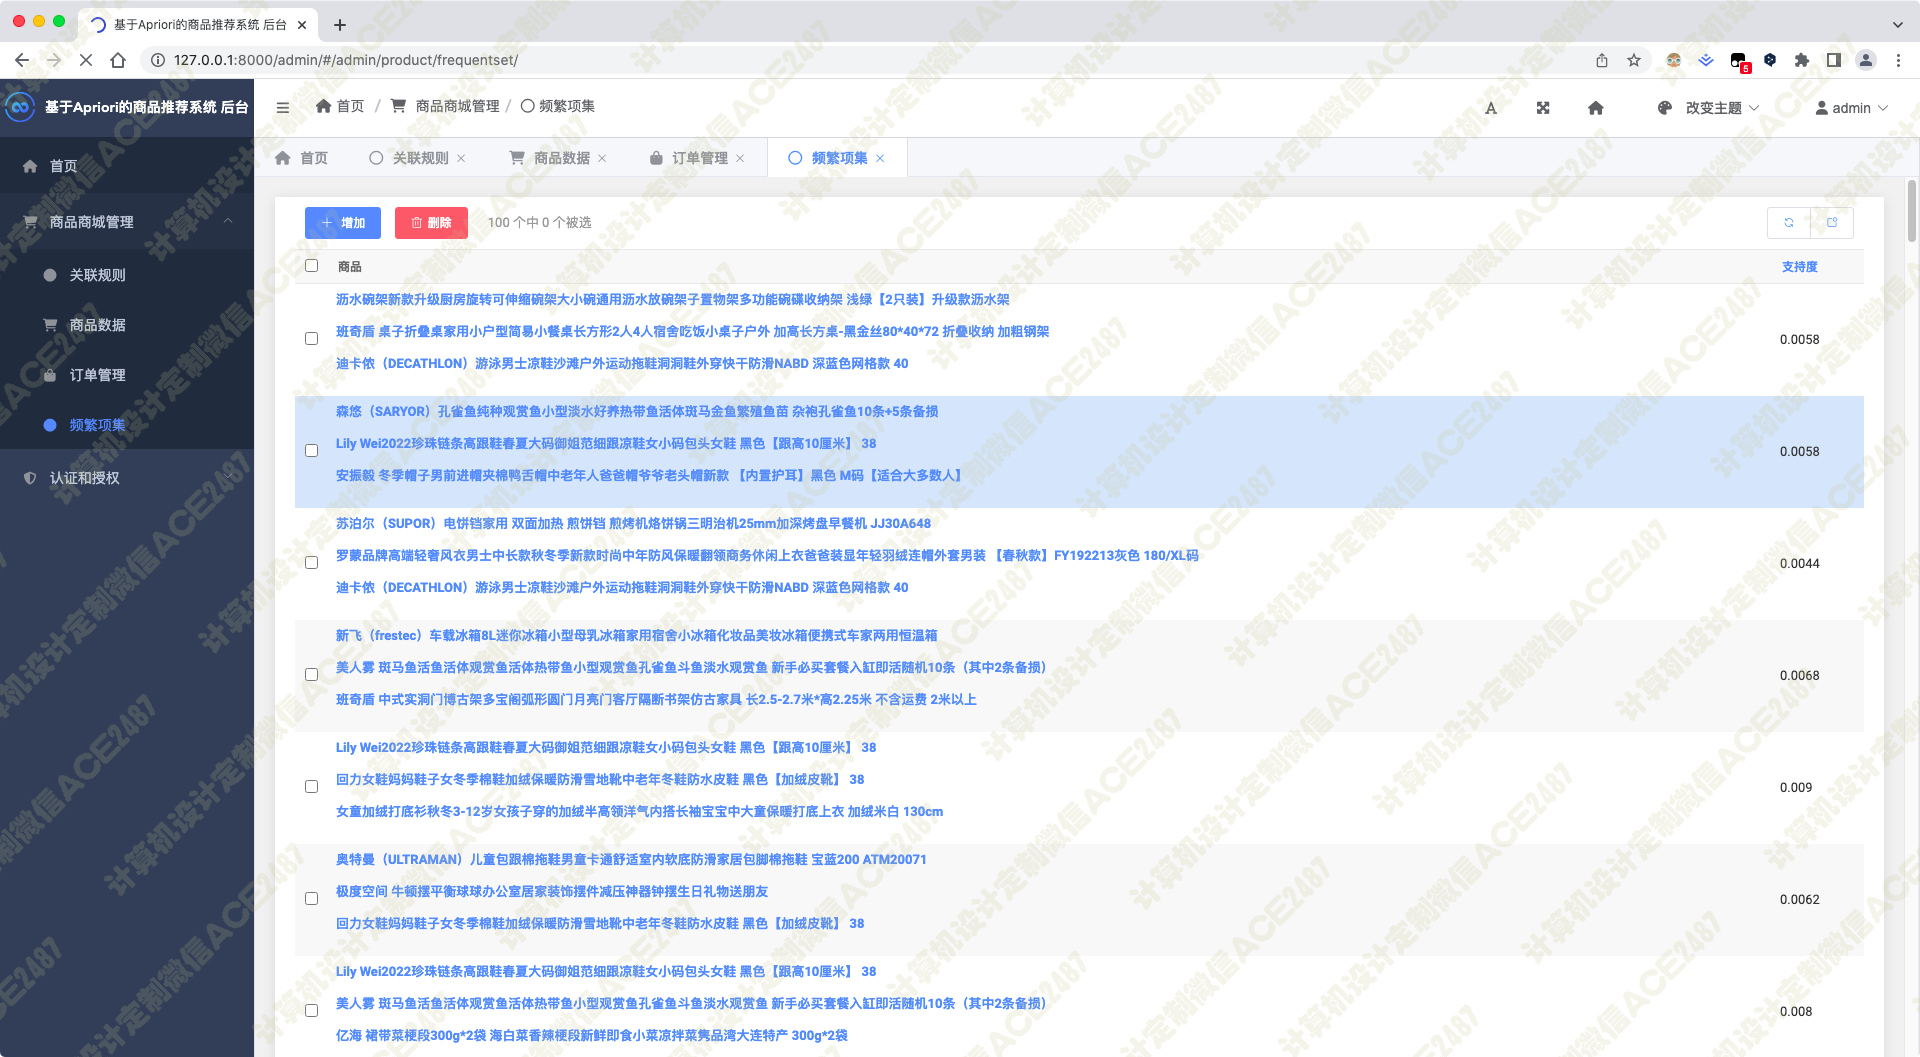 基于Apriori的商品推荐系统 后台
127.0.0.1:8000/admin/#/admin/product/frequentset/
5
基于Apriori的商品推荐系统 后台
首页 / 商品商城管理 / 频繁项集
A
改变主题
admin
首页
关联规则
商品数据
订单管理
频繁项集
首页
商品商城管理
关联规则
商品数据
订单管理
频繁项集
认证和授权
增加
删除
100 个中 0 个被选
商品
支持度
沥水碗架新款升级厨房旋转可伸缩碗架大小碗通用沥水放碗架子置物架多功能碗碟收纳架 浅绿【2只装】升级款沥水架
班奇盾 桌子折叠桌家用小户型简易小餐桌长方形2人4人宿舍吃饭小桌子户外 加高长方桌-黑金丝80*40*72 折叠收纳 加粗钢架
迪卡侬（DECATHLON）游泳男士凉鞋沙滩户外运动拖鞋洞洞鞋外穿快干防滑NABD 深蓝色网格款 40
0.0058
森悠（SARYOR）孔雀鱼纯种观赏鱼小型淡水好养热带鱼活体斑马金鱼繁殖鱼苗 杂袍孔雀鱼10条+5条备损
Lily Wei2022珍珠链条高跟鞋春夏大码御姐范细跟凉鞋女小码包头女鞋 黑色【跟高10厘米】 38
安振毅 冬季帽子男前进帽夹棉鸭舌帽中老年人爸爸帽爷爷老头帽新款 【内置护耳】黑色 M码【适合大多数人】
0.0058
苏泊尔（SUPOR）电饼铛家用 双面加热 煎饼铛 煎烤机烙饼锅三明治机25mm加深烤盘早餐机 JJ30A648
罗蒙品牌高端轻奢风衣男士中长款秋冬季新款时尚中年防风保暖翻领商务休闲上衣爸爸装显年轻羽绒连帽外套男装 【春秋款】FY192213灰色 180/XL码
迪卡侬（DECATHLON）游泳男士凉鞋沙滩户外运动拖鞋洞洞鞋外穿快干防滑NABD 深蓝色网格款 40
0.0044
新飞（frestec）车载冰箱8L迷你冰箱小型母乳冰箱家用宿舍小冰箱化妆品美妆冰箱便携式车家两用恒温箱
美人雾 斑马鱼活鱼活体观赏鱼活体热带鱼小型观赏鱼孔雀鱼斗鱼淡水观赏鱼 新手必买套餐入缸即活随机10条（其中2条备损）
班奇盾 中式实洞门博古架多宝阁弧形圆门月亮门客厅隔断书架仿古家具 长2.5-2.7米*高2.25米 不含运费 2米以上
0.0068
Lily Wei2022珍珠链条高跟鞋春夏大码御姐范细跟凉鞋女小码包头女鞋 黑色【跟高10厘米】 38
回力女鞋妈妈鞋子女冬季棉鞋加绒保暖防滑雪地靴中老年冬鞋防水皮鞋 黑色【加绒皮靴】 38
女童加绒打底衫秋冬3-12岁女孩子穿的加绒半高领洋气内搭长袖宝宝中大童保暖打底上衣 加绒米白 130cm
0.009
奥特曼（ULTRAMAN）儿童包跟棉拖鞋男童卡通舒适室内软底防滑家居包脚棉拖鞋 宝蓝200 ATM20071
极度空间 牛顿摆平衡球球办公室居家装饰摆件减压神器钟摆生日礼物送朋友
回力女鞋妈妈鞋子女冬季棉鞋加绒保暖防滑雪地靴中老年冬鞋防水皮鞋 黑色【加绒皮靴】 38
0.0062
Lily Wei2022珍珠链条高跟鞋春夏大码御姐范细跟凉鞋女小码包头女鞋 黑色【跟高10厘米】 38
美人雾 斑马鱼活鱼活体观赏鱼活体热带鱼小型观赏鱼孔雀鱼斗鱼淡水观赏鱼 新手必买套餐入缸即活随机10条（其中2条备损）
亿海 裙带菜梗段300g*2袋 海白菜香辣梗段新鲜即食小菜凉拌菜隽品湾大连特产 300g*2袋
0.008
计算机设计定制微信ACE2487